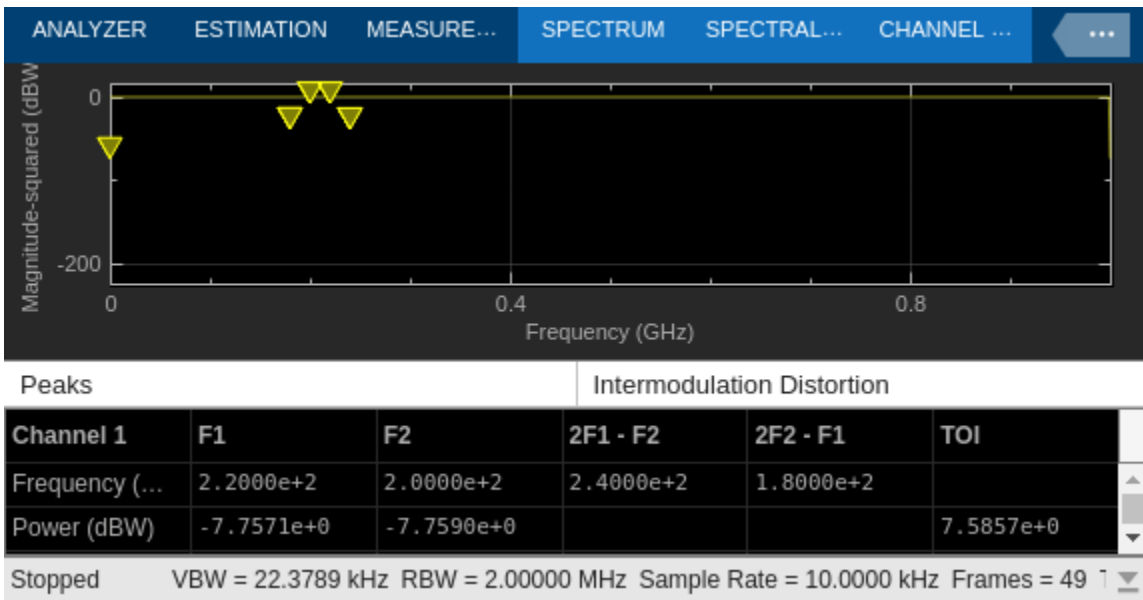 ANALYZER ESTIMATION MEASURE... SPECTRUM SPECTRAL... CHANNEL ... ...
Magnitude-squared (dBW
0
-200
0 0.4 0.8
Frequency (GHz)
Peaks Intermodulation Distortion
Channel 1 F1 F2 2F1 - F2 2F2 - F1 TOI
Frequency (... 2.2000e+2 2.0000e+2 2.4000e+2 1.8000e+2
Power (dBW) -7.7571e+0 -7.7590e+0 7.5857e+0
Stopped VBW = 22.3789 kHz RBW = 2.00000 MHz Sample Rate = 10.0000 kHz Frames = 49